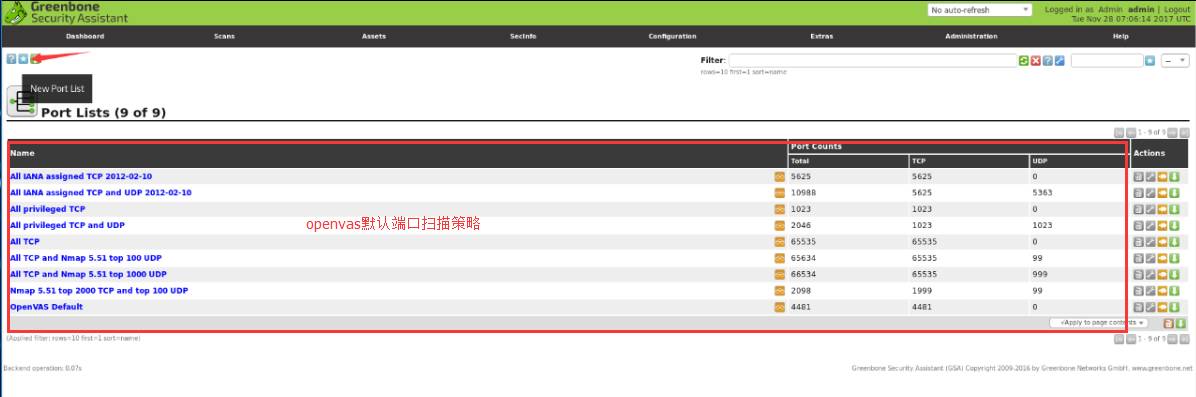 Greenbone
Security Assistant
No auto-refresh
Logged in as Admin admin | Logout
Tue Nov 28 07:06:14 2017 UTC
Dashboard Scans Assets SecInfo Configuration Extras Administration Help
Filter:
rows=10 first=1 sort=name
--
New Port List
Port Lists (9 of 9)
1 - 9 of 9
Name Port Counts Actions
Total TCP UDP
All IANA assigned TCP 2012-02-10 5625 5625 0
All IANA assigned TCP and UDP 2012-02-10 10988 5625 5363
All privileged TCP 1023 1023 0
openvas默认端口扫描策略
All privileged TCP and UDP 2046 1023 1023
All TCP 65535 65535 0
All TCP and Nmap 5.51 top 100 UDP 65634 65535 99
All TCP and Nmap 5.51 top 1000 UDP 66534 65535 999
Nmap 5.51 top 2000 TCP and top 100 UDP 2098 1999 99
OpenVAS Default 4481 4481 0
√Apply to page contents
(Applied filter: rows=10 first=1 sort=name)
1 - 9 of 9
Backend operation: 0.07s
Greenbone Security Assistant (GSA) Copyright 2009-2016 by Greenbone Networks GmbH, www.greenbone.net